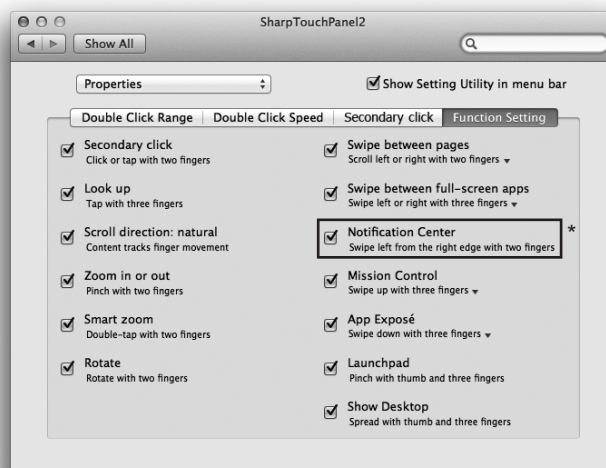 SharpTouchPanel2
Show All
Properties
Show Setting Utility in menu bar
Double Click Range
Double Click Speed
Secondary click
Function Setting
Secondary click
Click or tap with two fingers
Look up
Tap with three fingers
Scroll direction: natural
Content tracks finger movement
Zoom in or out
Pinch with two fingers
Smart zoom
Double-tap with two fingers
Rotate
Rotate with two fingers
Swipe between pages
Scroll left or right with two fingers
Swipe between full-screen apps
Swipe left or right with three fingers
Notification Center
Swipe left from the right edge with two fingers
*
Mission Control
Swipe up with three fingers
App Exposé
Swipe down with three fingers
Launchpad
Pinch with thumb and three fingers
Show Desktop
Spread with thumb and three fingers